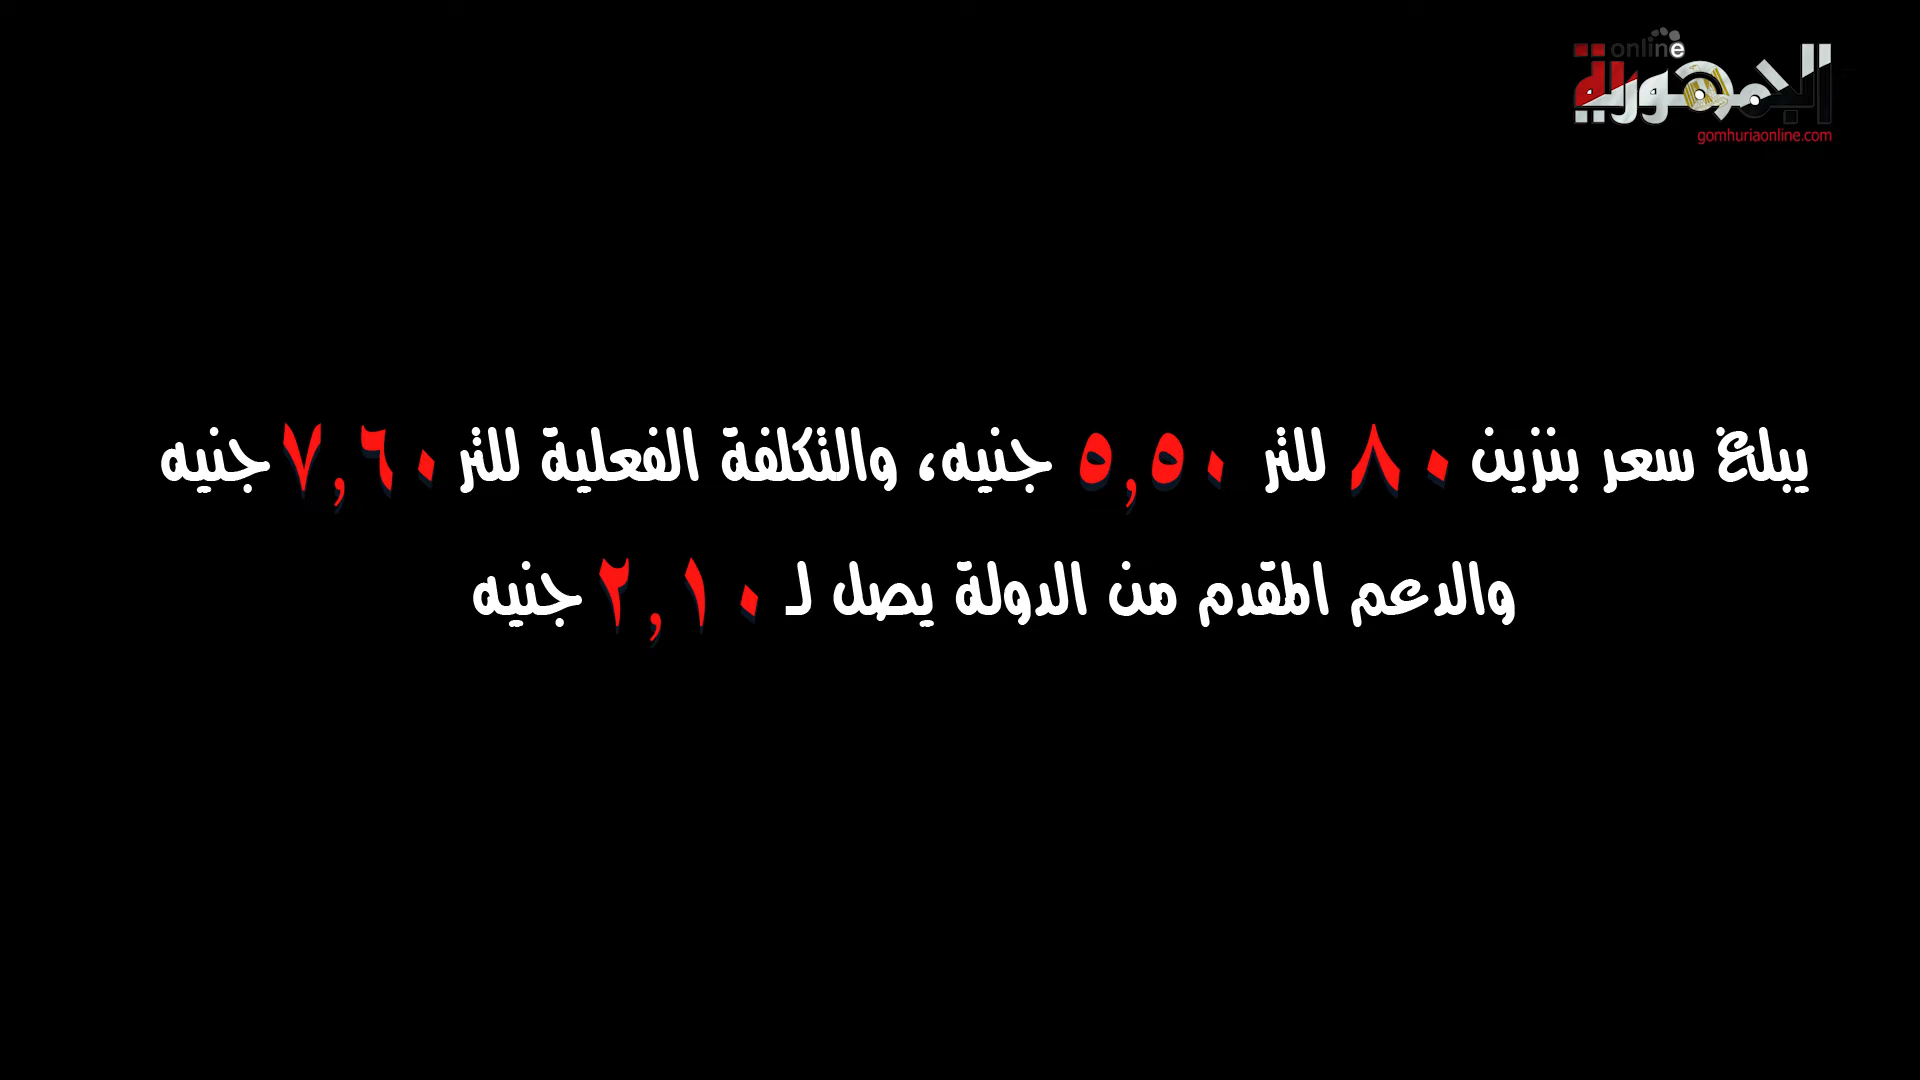 online
الجمهورية
gomhuriaonline.com
يبلغ سعر بنزين ٨٠ للتر ٥,٥٠ جنيه، والتكلفة الفعلية للتر ٧,٦٠ جنيه
والدعم المقدم من الدولة يصل لـ ٢,١٠ جنيه